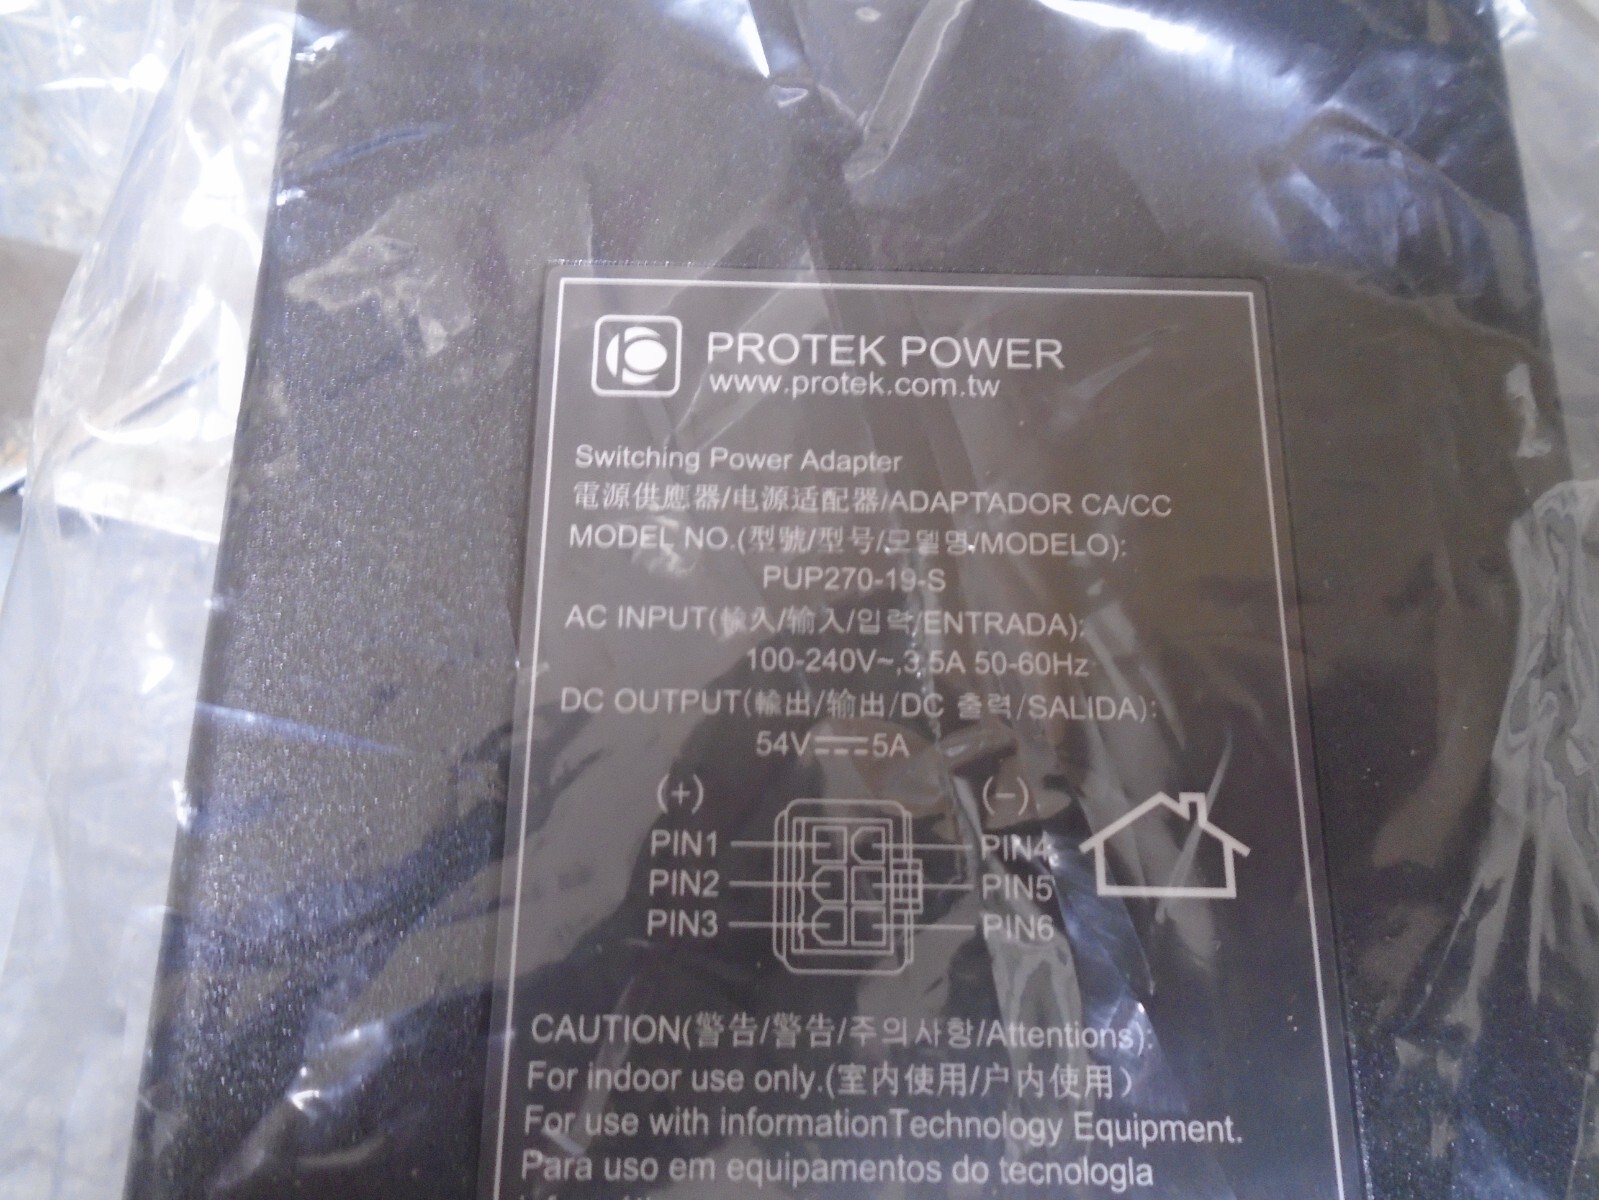 PROTEK POWER
www.protek.com.tw
Switching Power Adapter
電源供應器/电源适配器/ADAPTADOR CA/CC
MODEL NO.(型號/型号/모델명/MODELO):
PUP270-19-S
AC INPUT(輸入/输入/입력/ENTRADA):
100-240V~,3.5A 50-60Hz
DC OUTPUT(輸出/输出/DC 출력/SALIDA):
54V⎓5A
(+) (-)
PIN1 PIN4
PIN2 PIN5
PIN3 PIN6
CAUTION(警告/警告/주의사항/Attentions):
For indoor use only.(室内使用/户内使用)
For use with informationTechnology Equipment.
Para uso em equipamentos do tecnologla